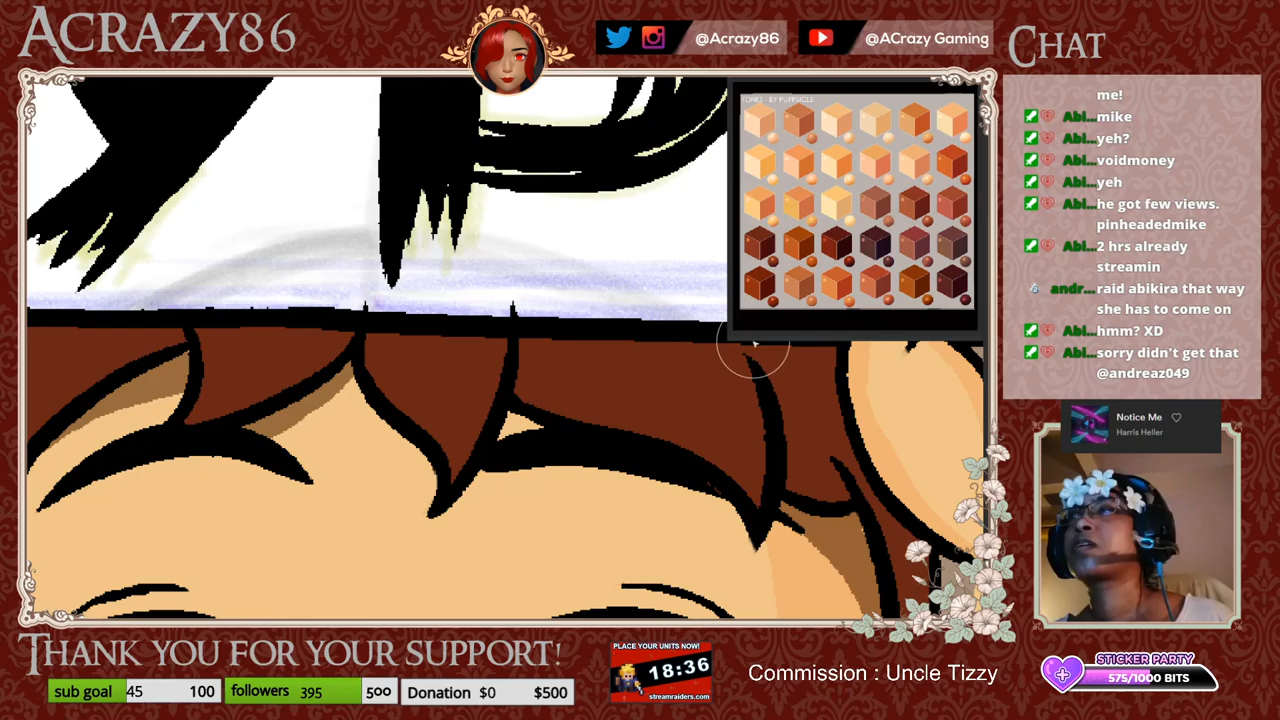 ACRAZY86
@Acrazy86
@ACrazy Gaming
CHAT
TONES BY PUFFSICLE
me!
Abi...mike
Abi...yeh?
Abi...voidmoney
Abi...yeh
Abi...he got few views.
pinheadedmike
Abi...2 hrs already
streamin
andr...raid abikira that way
she has to come on
Abi...hmm? XD
Abi...sorry didn't get that
@andreaz049
Notice Me
Harris Heller
THANK YOU FOR YOUR SUPPORT!
sub goal 45 100
followers 395 500
Donation $0 $500
PLACE YOUR UNITS NOW!
18:36
streamraiders.com
Commission : Uncle Tizzy
STICKER PARTY
575/1000 BITS